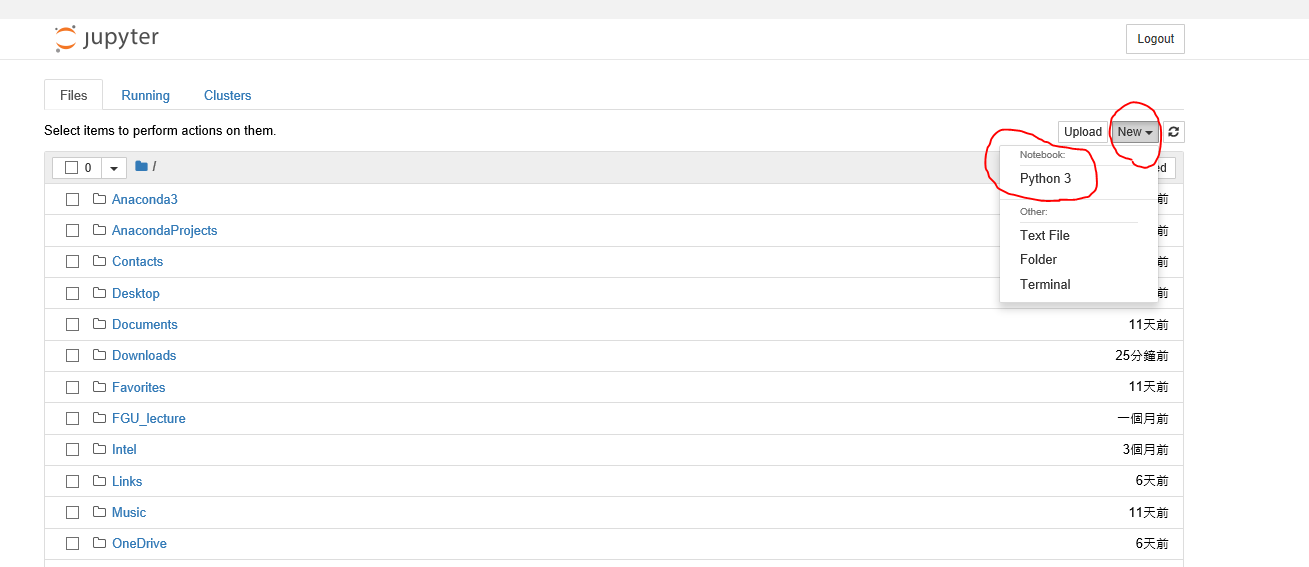 jupyter
Logout
Files Running Clusters
Select items to perform actions on them.
Upload New
0 /
Notebook:
Python 3
Other:
Text File
Folder
Terminal
ed
Anaconda3 前
AnacondaProjects 前
Contacts 前
Desktop 前
Documents 11天前
Downloads 25分鐘前
Favorites 11天前
FGU_lecture 一個月前
Intel 3個月前
Links 6天前
Music 11天前
OneDrive 6天前